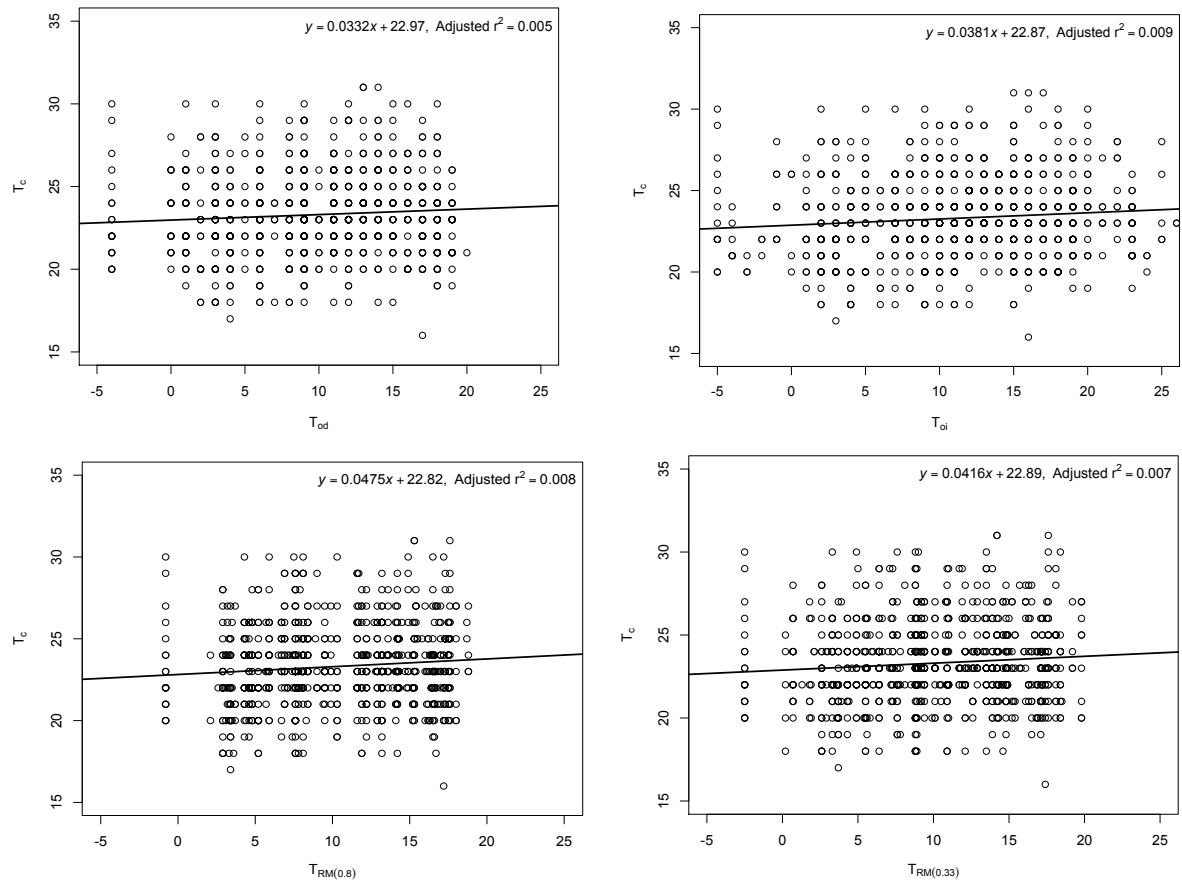 y = 0.0332x + 22.97, Adjusted r² = 0.005
35
30
25
20
15
Tc
-5 0 5 10 15 20 25
Tod
y = 0.0381x + 22.87, Adjusted r² = 0.009
35
30
25
20
15
Tc
-5 0 5 10 15 20 25
Toi
y = 0.0475x + 22.82, Adjusted r² = 0.008
35
30
25
20
15
Tc
-5 0 5 10 15 20 25
TRM(0.8)
y = 0.0416x + 22.89, Adjusted r² = 0.007
35
30
25
20
15
Tc
-5 0 5 10 15 20 25
TRM(0.33)